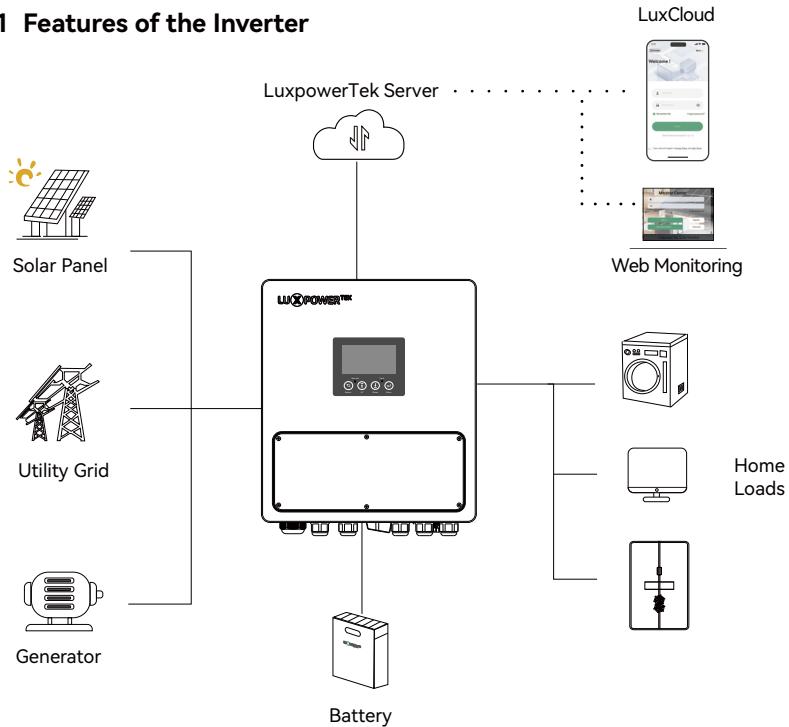 1 Features of the Inverter
LuxCloud
LuxpowerTek Server
Welcome !
Solar Panel
Web Monitoring
LUXPOWERTEK
Utility Grid
Home
Loads
Generator
Battery